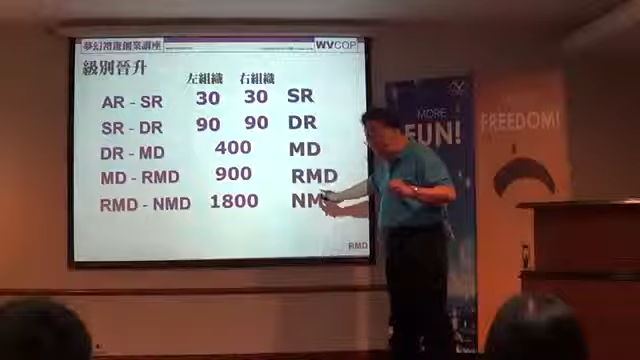 夢幻禮遊創業講座 WVCOP
級別晉升
左組織 右組織
AR - SR 30 30 SR
SR - DR 90 90 DR
DR - MD 400 MD
MD - RMD 900 RMD
RMD - NMD 1800 NM
RMD
MORE
FUN!
FREEDOM!